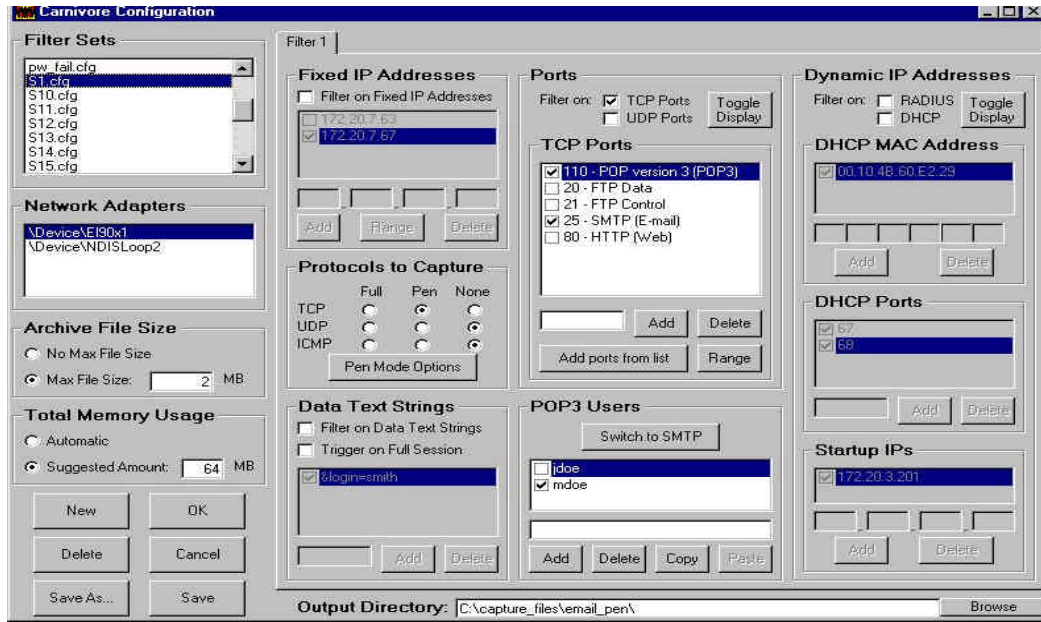 Carnivore Configuration
Filter Sets
pw_fail.cfg
S1.cfg
S10.cfg
S11.cfg
S12.cfg
S13.cfg
S14.cfg
S15.cfg
Network Adapters
\Device\El90x1
\Device\NDISLoop2
Archive File Size
No Max File Size
Max File Size: 2 MB
Total Memory Usage
Automatic
Suggested Amount: 64 MB
New OK
Delete Cancel
Save As... Save
Filter 1
Fixed IP Addresses
Filter on Fixed IP Addresses
172.20.7.63
172.20.7.67
Add Range Delete
Protocols to Capture
Full Pen None
TCP
UDP
ICMP
Pen Mode Options
Data Text Strings
Filter on Data Text Strings
Trigger on Full Session
&login=smith
Add Delete
Ports
Filter on: TCP Ports
UDP Ports
Toggle Display
TCP Ports
110 - POP version 3 (POP3)
20 - FTP Data
21 - FTP Control
25 - SMTP (E-mail)
80 - HTTP (Web)
Add Delete
Add ports from list Range
POP3 Users
Switch to SMTP
jdoe
mdoe
Add Delete Copy Paste
Dynamic IP Addresses
Filter on: RADIUS
DHCP
Toggle Display
DHCP MAC Address
00.10.4B.60.E2.29
Add Delete
DHCP Ports
67
68
Add Delete
Startup IPs
172.20.3.201
Add Delete
Output Directory: C:\capture_files\email_pen\ Browse